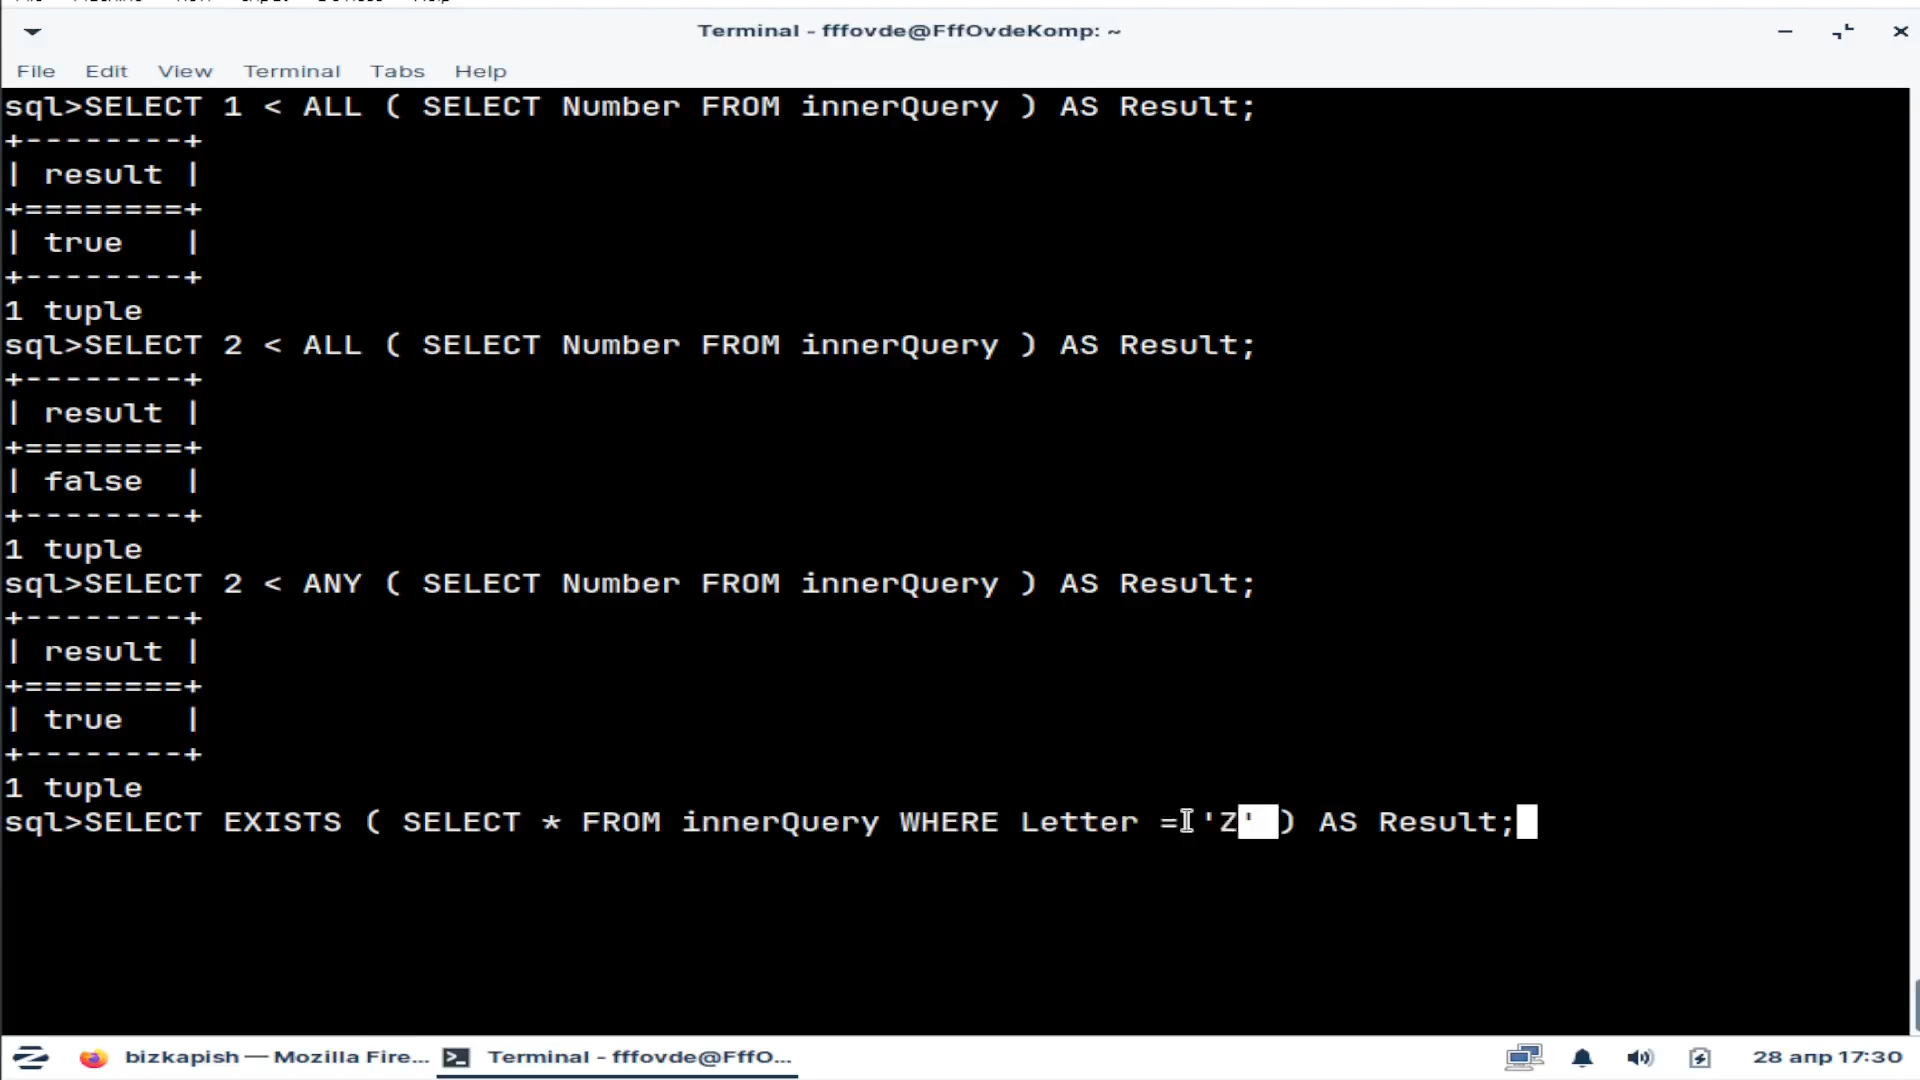 Terminal - fffovde@FffOvdeKomp: ~
File Edit View Terminal Tabs Help
sql>SELECT 1 < ALL ( SELECT Number FROM innerQuery ) AS Result;
+--------+
| result |
+========+
| true   |
+--------+
1 tuple
sql>SELECT 2 < ALL ( SELECT Number FROM innerQuery ) AS Result;
+--------+
| result |
+========+
| false  |
+--------+
1 tuple
sql>SELECT 2 < ANY ( SELECT Number FROM innerQuery ) AS Result;
+--------+
| result |
+========+
| true   |
+--------+
1 tuple
sql>SELECT EXISTS ( SELECT * FROM innerQuery WHERE Letter = 'Z' ) AS Result;
bizkapish — Mozilla Fire... Terminal - fffovde@FffO... 28 апр 17:30